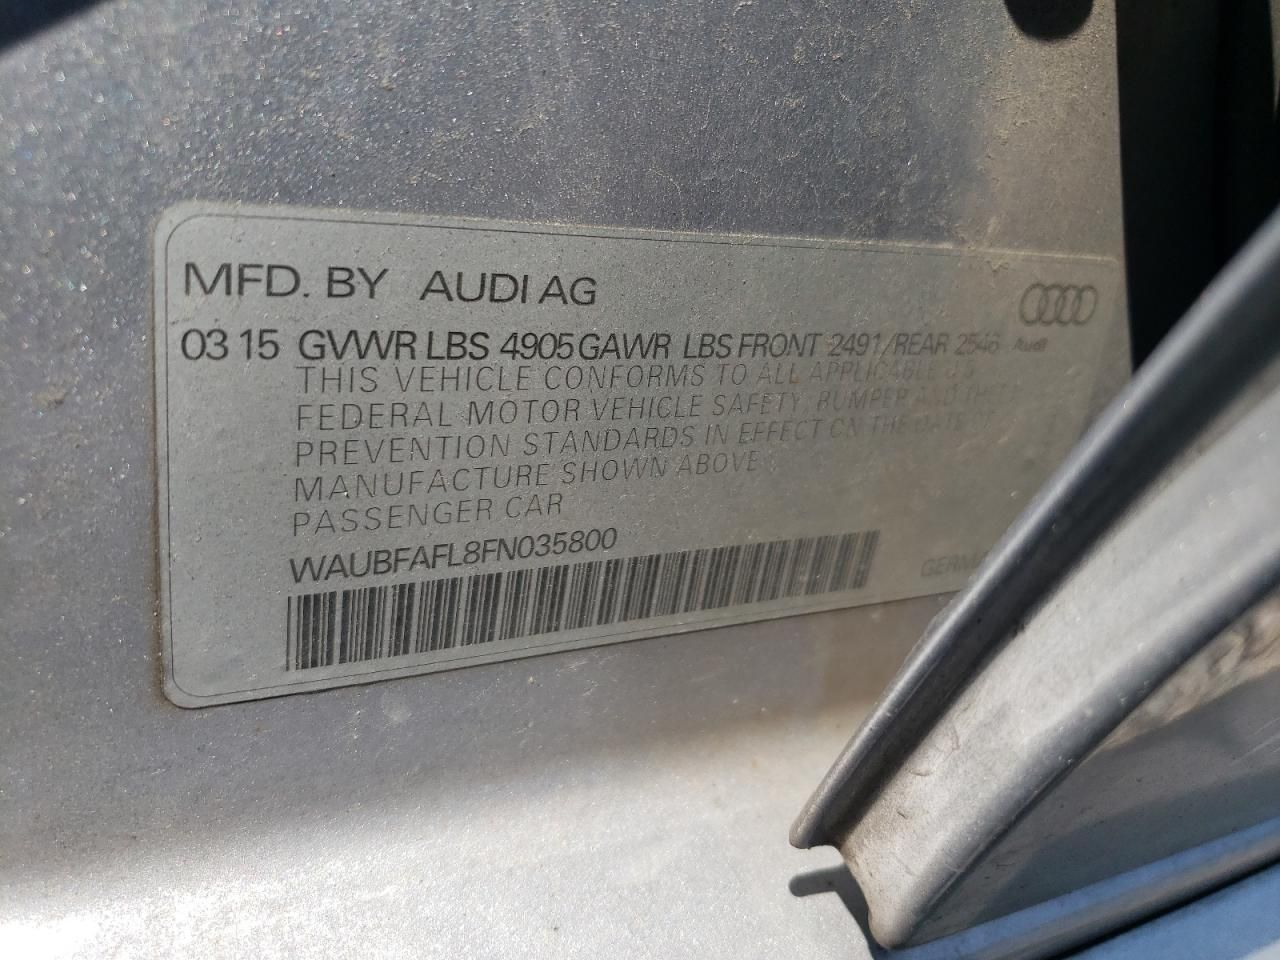 MFD. BY AUDI AG
03 15 GVWR LBS 4905 GAWR LBS FRONT 2491/REAR 2546 Audi
THIS VEHICLE CONFORMS TO ALL APPLICABLE U.S.
FEDERAL MOTOR VEHICLE SAFETY, BUMPER AND
PREVENTION STANDARDS IN EFFECT ON THE DATE OF
MANUFACTURE SHOWN ABOVE
PASSENGER CAR
WAUBFAFL8FN035800